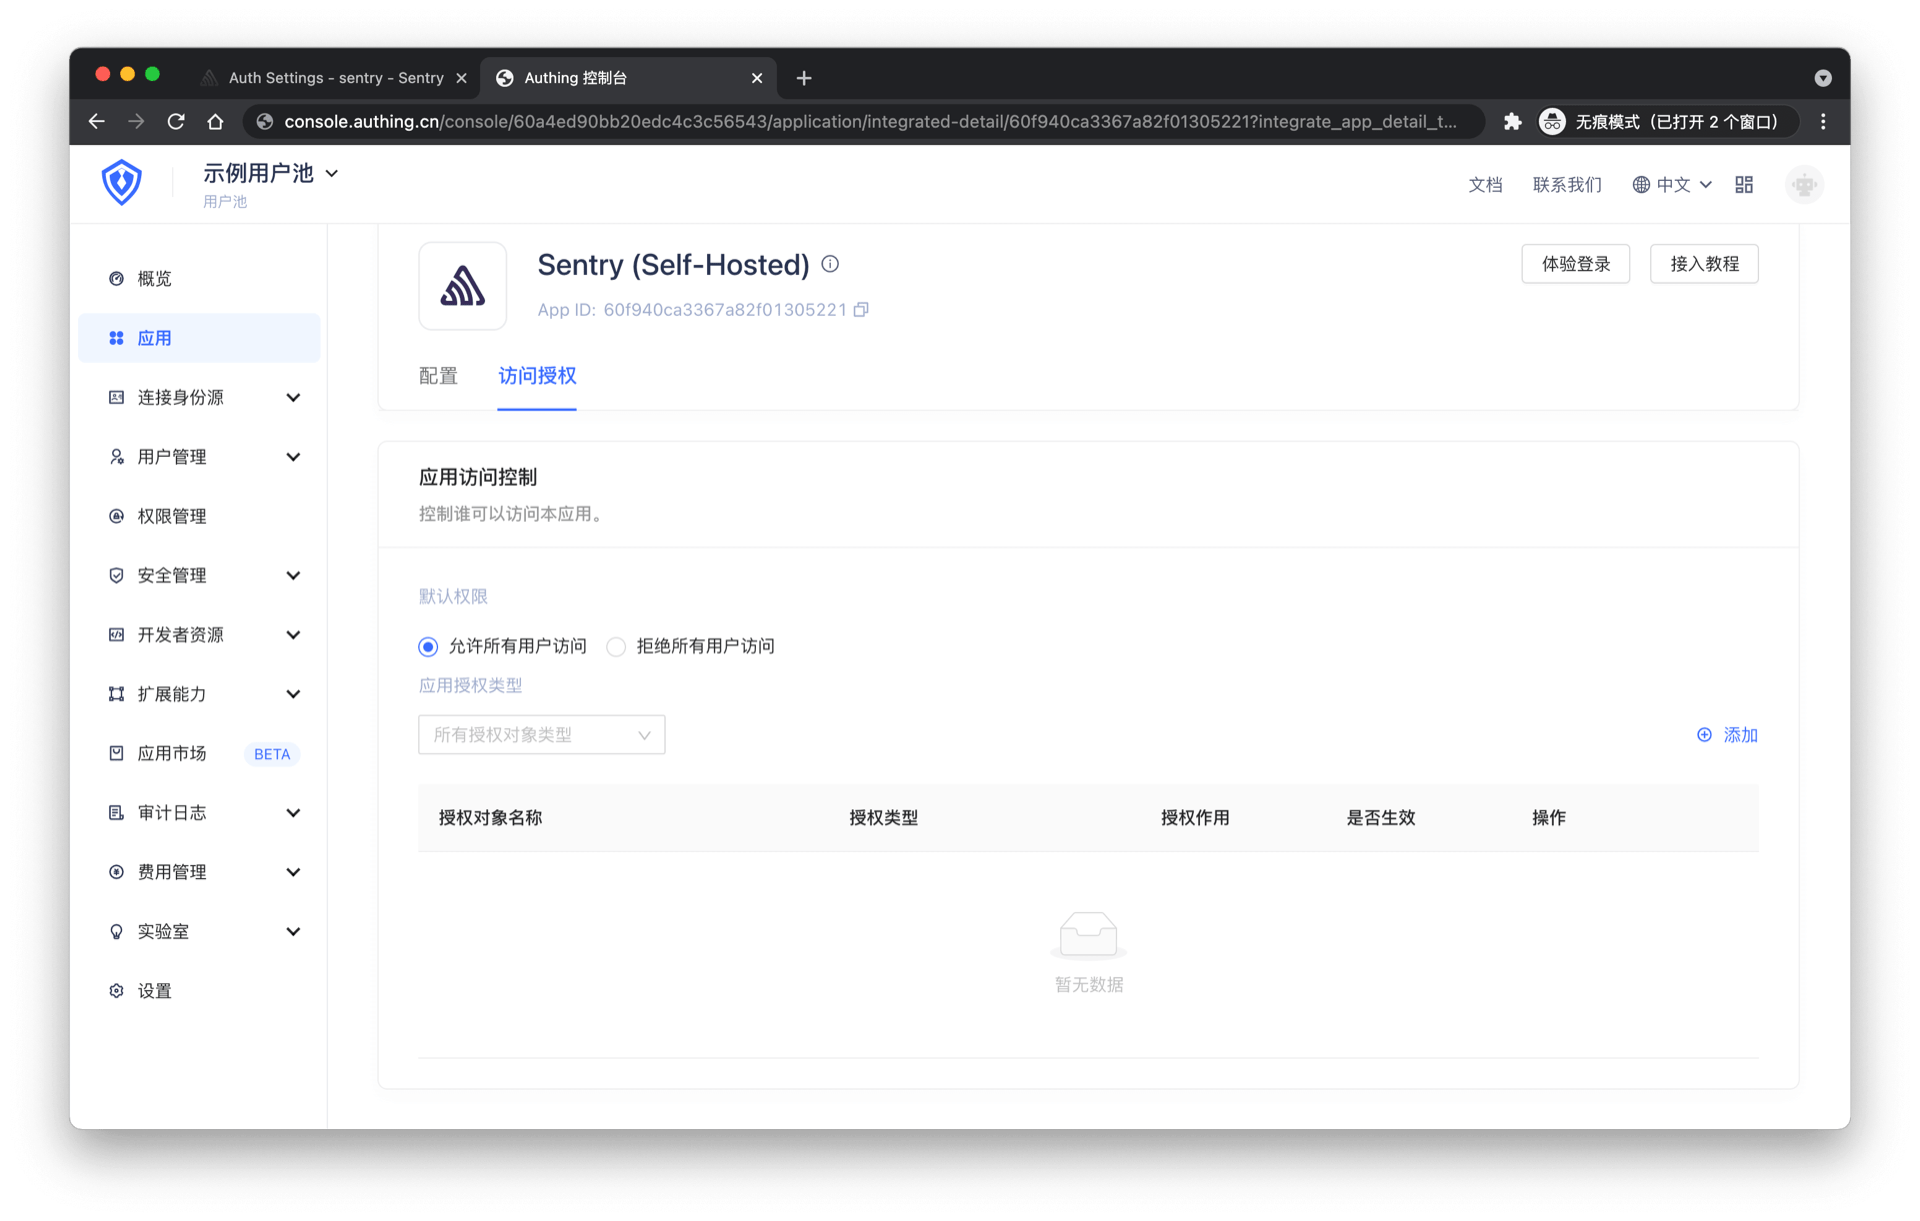 Auth Settings - sentry - Sentry
Authing 控制台
console.authing.cn/console/60a4ed90bb20edc4c3c56543/application/integrated-detail/60f940ca3367a82f01305221?integrate_app_detail_t...
无痕模式（已打开 2 个窗口）
示例用户池
用户池
文档
联系我们
中文
概览
应用
连接身份源
用户管理
权限管理
安全管理
开发者资源
扩展能力
应用市场
BETA
审计日志
费用管理
实验室
设置
Sentry (Self-Hosted)
App ID: 60f940ca3367a82f01305221
体验登录
接入教程
配置
访问授权
应用访问控制
控制谁可以访问本应用。
默认权限
允许所有用户访问
拒绝所有用户访问
应用授权类型
所有授权对象类型
添加
授权对象名称
授权类型
授权作用
是否生效
操作
暂无数据